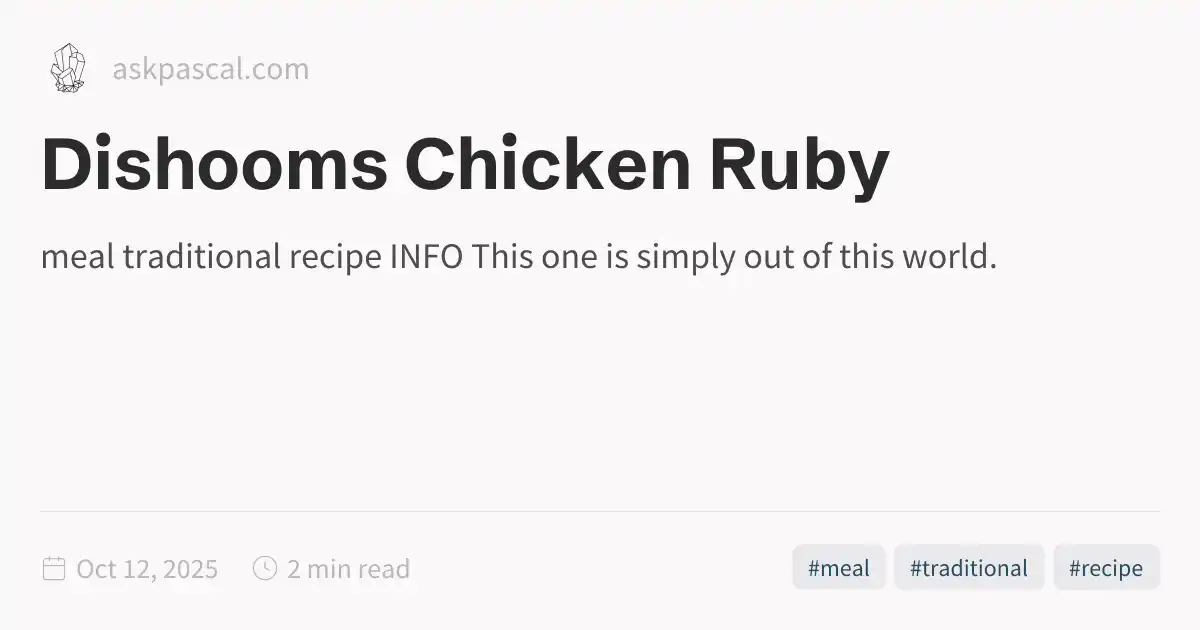 askpascal.com
Dishooms Chicken Ruby
meal traditional recipe INFO This one is simply out of this world.
Oct 12, 2025 2 min read #meal #traditional #recipe